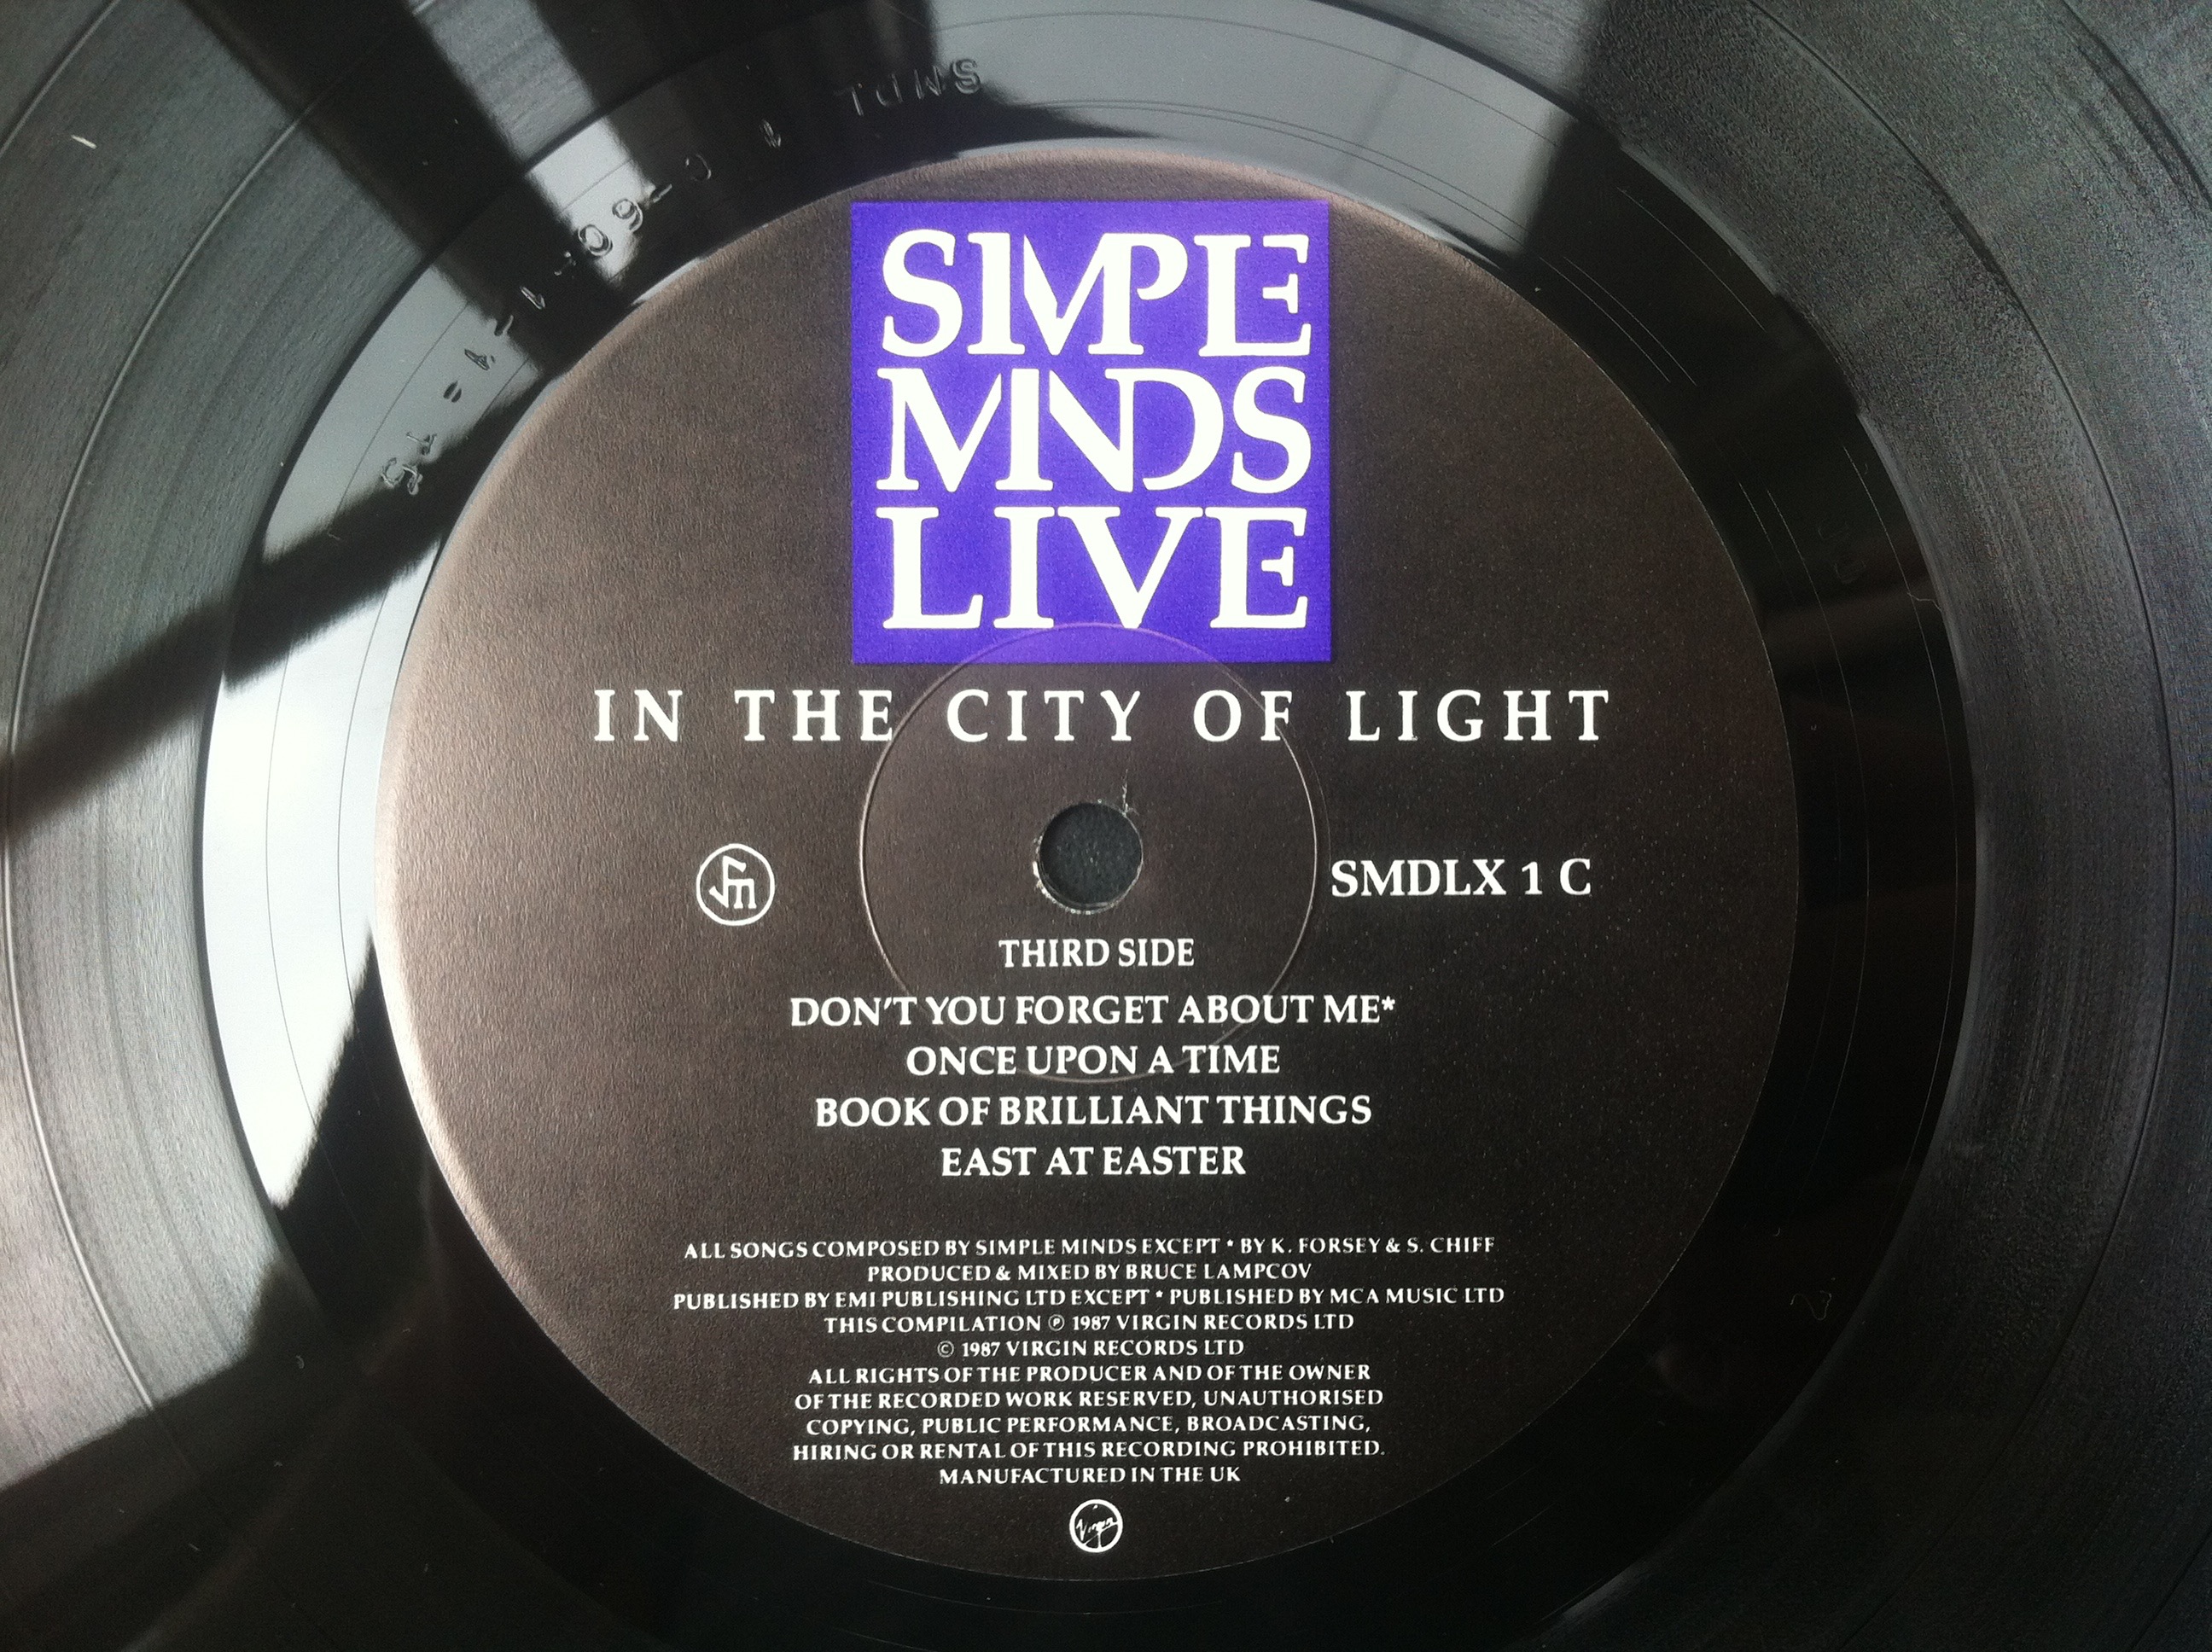 SMDL 1 C-
SIMPLE
MINDS
LIVE
IN THE CITY OF LIGHT
SMDLX 1 C
THIRD SIDE
DON'T YOU FORGET ABOUT ME*
ONCE UPON A TIME
BOOK OF BRILLIANT THINGS
EAST AT EASTER
ALL SONGS COMPOSED BY SIMPLE MINDS EXCEPT * BY K. FORSEY & S. CHIFF
PRODUCED & MIXED BY BRUCE LAMPCOV
PUBLISHED BY EMI PUBLISHING LTD EXCEPT * PUBLISHED BY MCA MUSIC LTD
THIS COMPILATION ℗ 1987 VIRGIN RECORDS LTD
© 1987 VIRGIN RECORDS LTD
ALL RIGHTS OF THE PRODUCER AND OF THE OWNER
OF THE RECORDED WORK RESERVED, UNAUTHORISED
COPYING, PUBLIC PERFORMANCE, BROADCASTING,
HIRING OR RENTAL OF THIS RECORDING PROHIBITED.
MANUFACTURED IN THE UK
Virgin